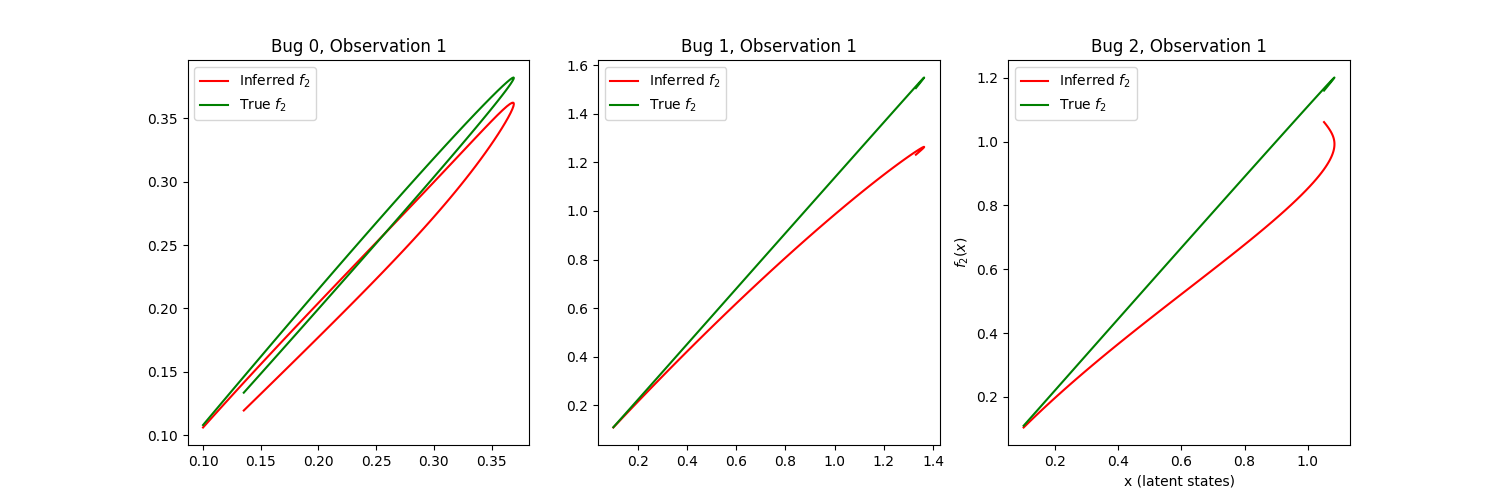 Bug 0, Observation 1
Inferred f₂
True f₂
0.35
0.30
0.25
0.20
0.15
0.10
0.10 0.15 0.20 0.25 0.30 0.35
Bug 1, Observation 1
Inferred f₂
True f₂
1.6
1.4
1.2
1.0
0.8
0.6
0.4
0.2
0.2 0.4 0.6 0.8 1.0 1.2 1.4
Bug 2, Observation 1
Inferred f₂
True f₂
f₂(x)
1.2
1.0
0.8
0.6
0.4
0.2
0.2 0.4 0.6 0.8 1.0
x (latent states)